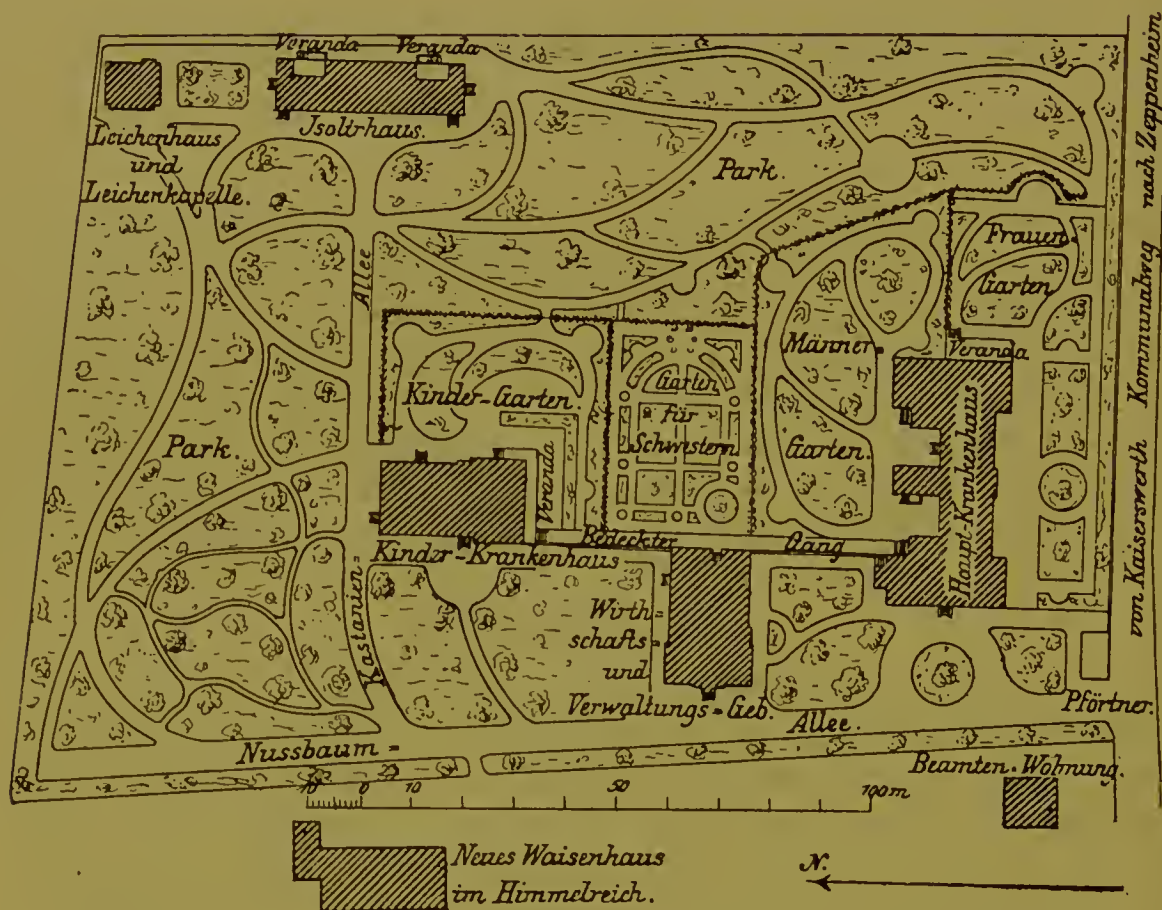 Veranda Veranda
Isolirhaus.
Leichenhaus
und
Leichenkapelle.
Park.
von Kaiserswerth Kommunalweg nach Zeppenheim
Frauen-
Garten
Allee
Männer-
Garten.
Veranda
Kinder-Garten.
Garten
für
Schwestern
Park.
Veranda
Haupt-Krankenhaus
Bedeckter Gang
Kinder-Krankenhaus
Kastanien-
Wirth-
schafts-
und
Verwaltungs-Geb.
Pförtner.
Allee.
Nussbaum-
Beamten-Wohnung.
10 0 10 50 100 m
Neues Waisenhaus
im Himmelreich.
N.